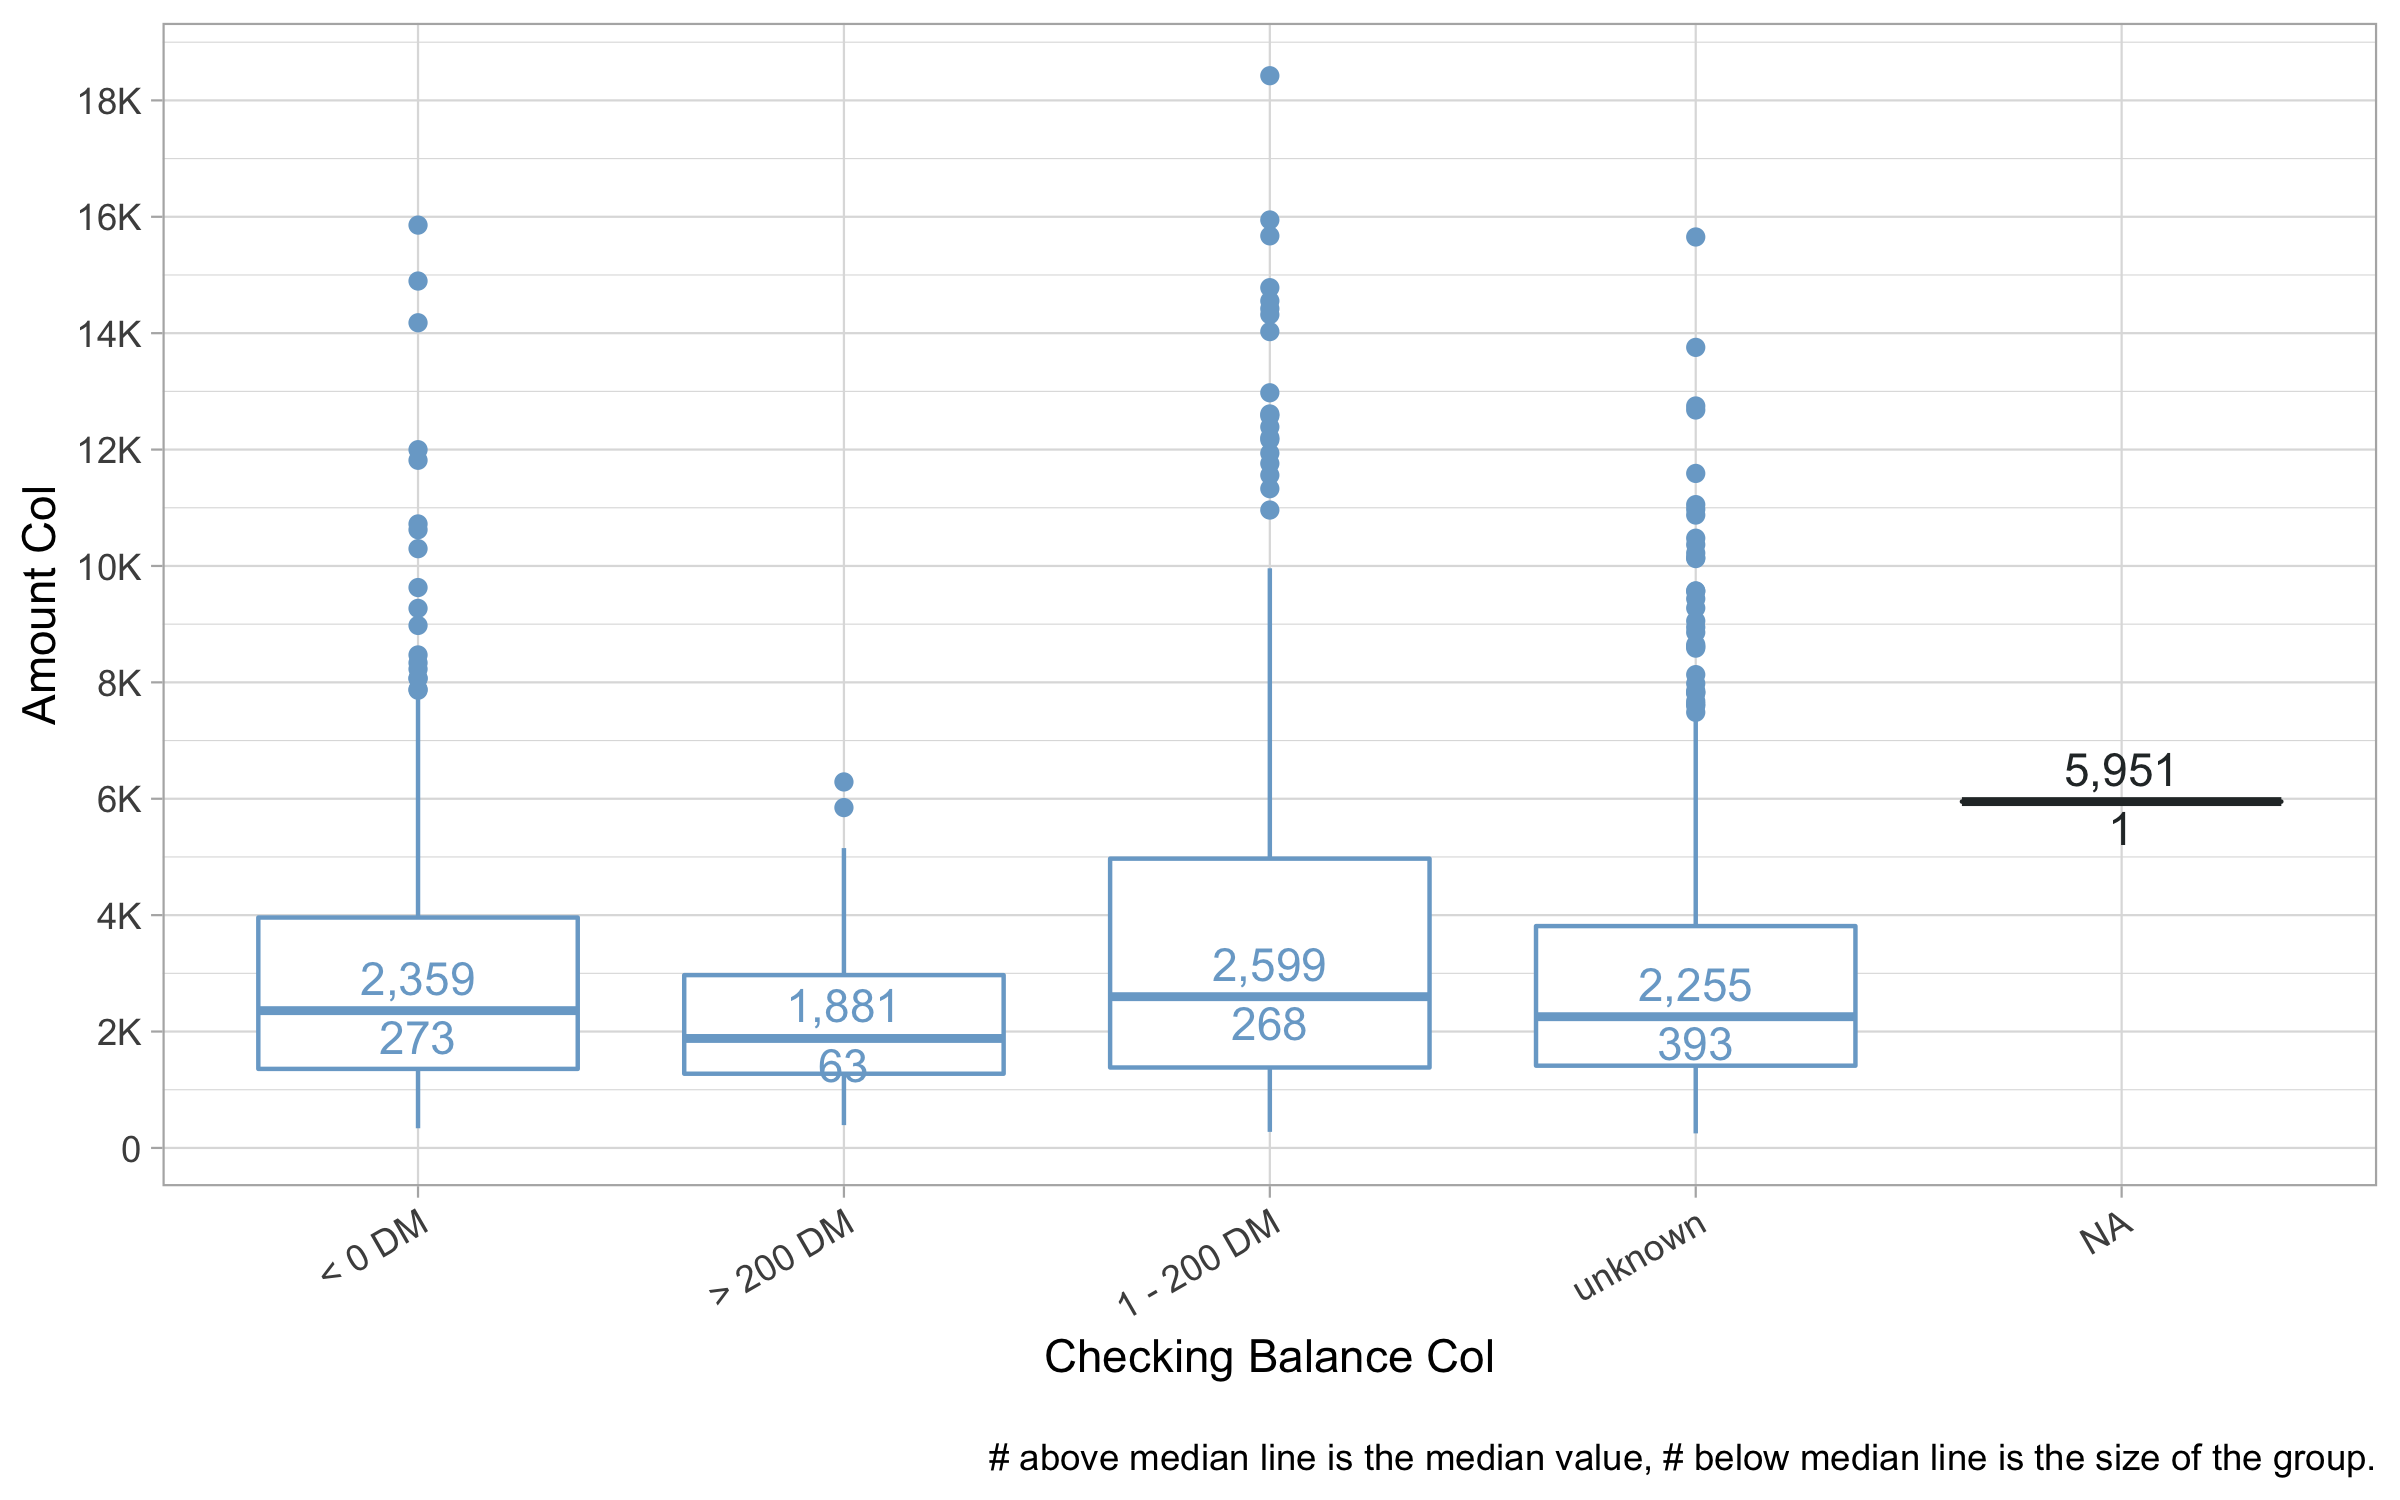 Amount Col
18K
16K
14K
12K
10K
8K
6K
4K
2K
0
2,359
273
1,881
63
2,599
268
2,255
393
5,951
1
< 0 DM
> 200 DM
1 - 200 DM
unknown
NA
Checking Balance Col
# above median line is the median value, # below median line is the size of the group.